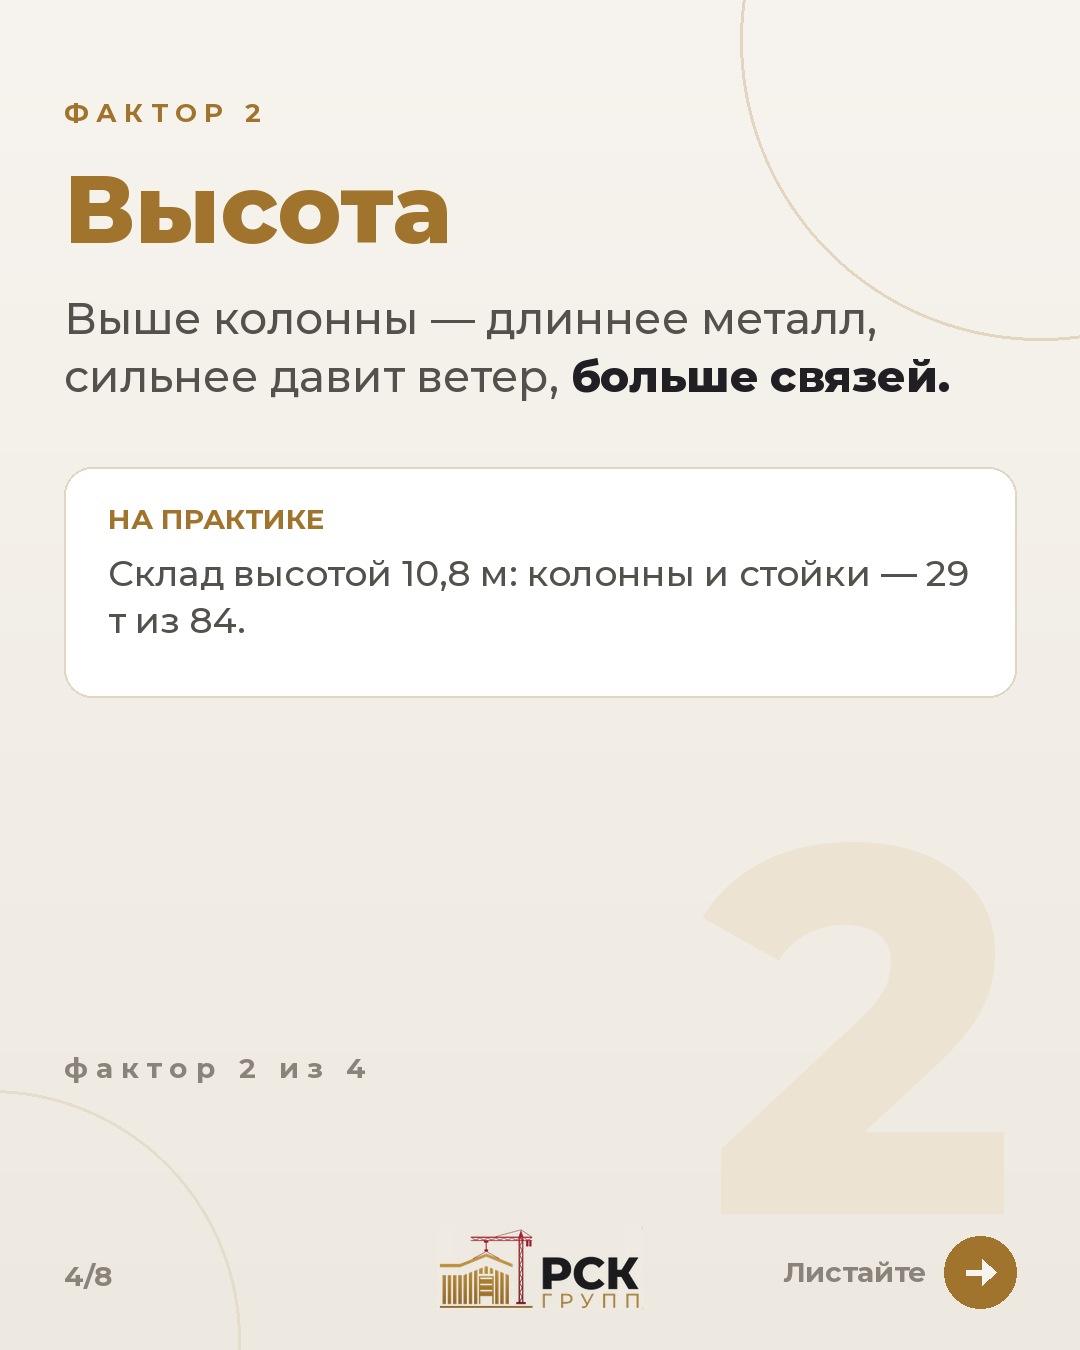 ФАКТОР 2
Высота
Выше колонны — длиннее металл,
сильнее давит ветер, больше связей.
НА ПРАКТИКЕ
Склад высотой 10,8 м: колонны и стойки — 29
т из 84.
2
фактор 2 из 4
4/8
РСК
ГРУПП
Листайте